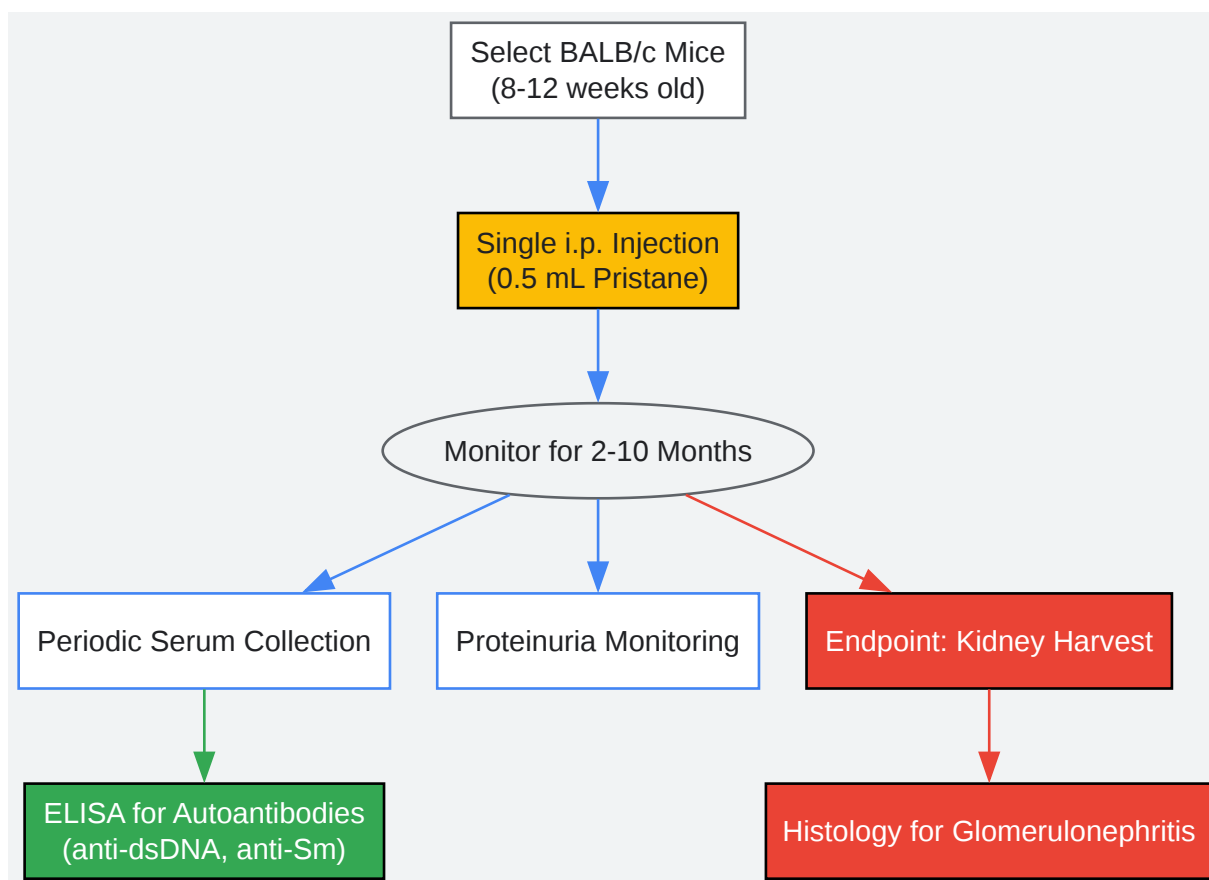 Select BALB/c Mice
(8-12 weeks old)
Single i.p. Injection
(0.5 mL Pristane)
Monitor for 2-10 Months
Periodic Serum Collection
Proteinuria Monitoring
Endpoint: Kidney Harvest
ELISA for Autoantibodies
(anti-dsDNA, anti-Sm)
Histology for Glomerulonephritis